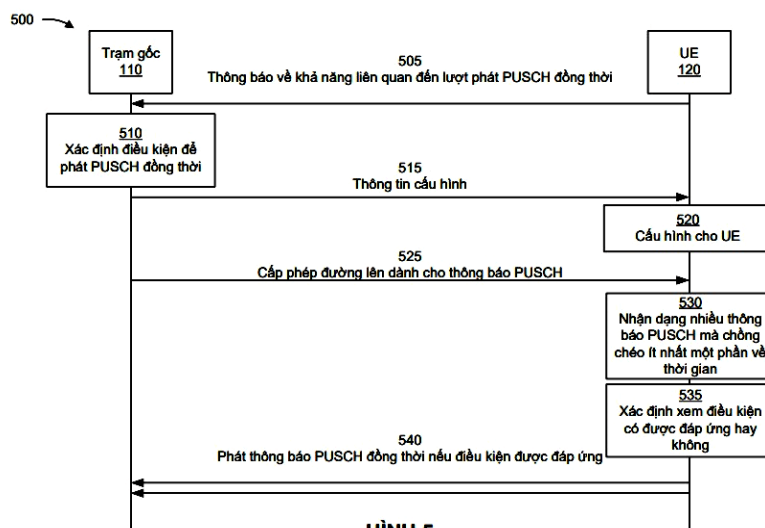 500
Trạm gốc
110
UE
120
505
Thông báo về khả năng liên quan đến lượt phát PUSCH đồng thời
510
Xác định điều kiện để
phát PUSCH đồng thời
515
Thông tin cấu hình
520
Cấu hình cho UE
525
Cấp phép đường lên dành cho thông báo PUSCH
530
Nhận dạng nhiều thông
báo PUSCH mà chồng
chéo ít nhất một phần về
thời gian
535
Xác định xem điều kiện
có được đáp ứng hay
không
540
Phát thông báo PUSCH đồng thời nếu điều kiện được đáp ứng